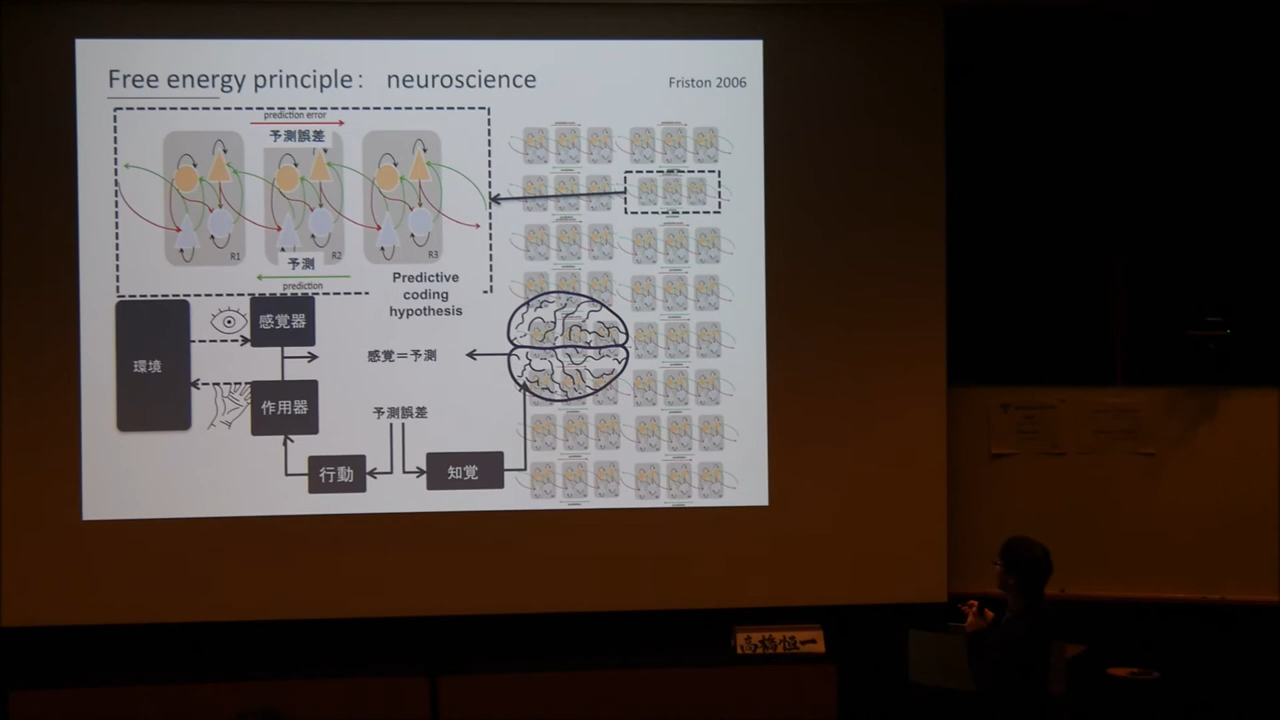 Free energy principle： neuroscience
Friston 2006
prediction error
予測誤差
R1
R2
R3
予測
prediction
Predictive
coding
hypothesis
環境
感覚器
感覚＝予測
作用器
予測誤差
行動
知覚
高橋恒一